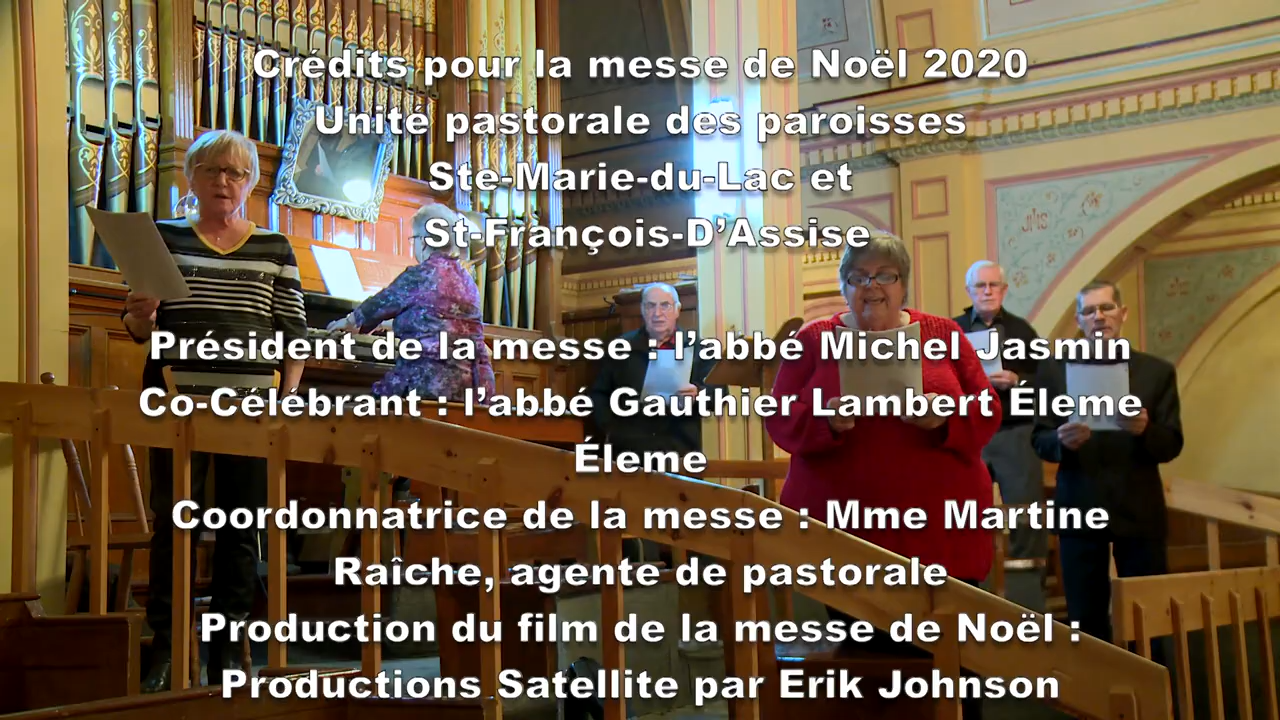 Crédits pour la messe de Noël 2020
Unité pastorale des paroisses
Ste-Marie-du-Lac et
St-François-D’Assise
Président de la messe : l’abbé Michel Jasmin
Co-Célébrant : l’abbé Gauthier Lambert Éleme
Éleme
Coordonnatrice de la messe : Mme Martine
Raîche, agente de pastorale
Production du film de la messe de Noël :
Productions Satellite par Erik Johnson